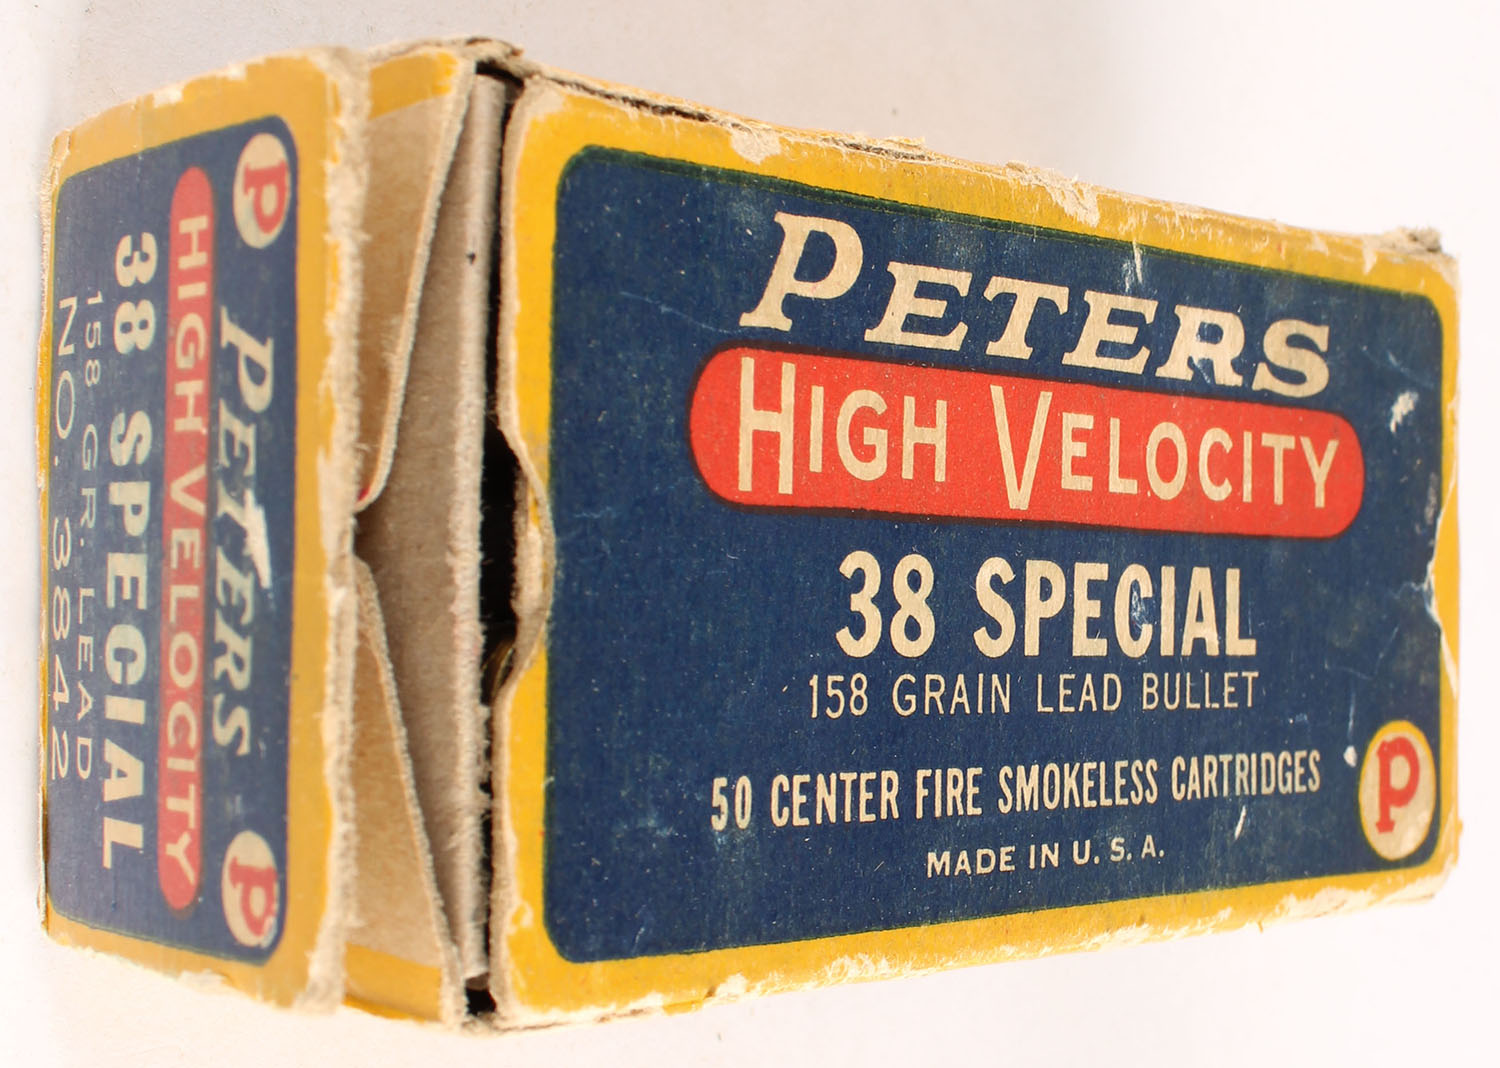 PETERS
HIGH VELOCITY
38 SPECIAL
158 GRAIN LEAD BULLET
50 CENTER FIRE SMOKELESS CARTRIDGES
MADE IN U. S. A.
P
P
PETERS
P
HIGH VELOCITY
38 SPECIAL
158 GR. LEAD
NO. 3842